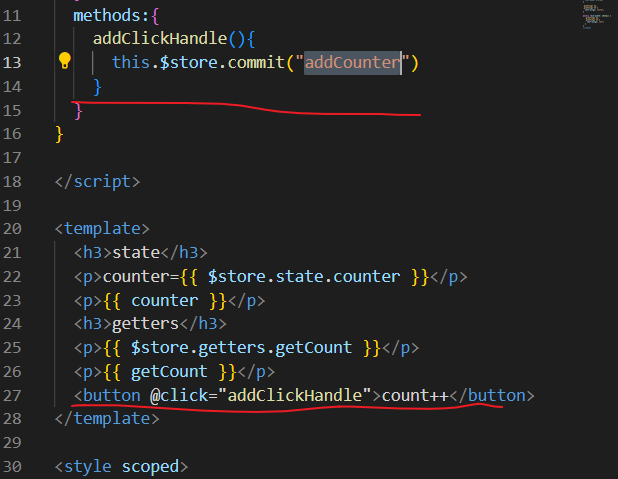 11 methods:{
12 addClickHandle(){
13 this.$store.commit("addCounter")
14 }
15 }
16 }
17
18 </script>
19
20 <template>
21 <h3>state</h3>
22 <p>counter={{ $store.state.counter }}</p>
23 <p>{{ counter }}</p>
24 <h3>getters</h3>
25 <p>{{ $store.getters.getCount }}</p>
26 <p>{{ getCount }}</p>
27 <button @click="addClickHandle">count++</button>
28 </template>
29
30 <style scoped>